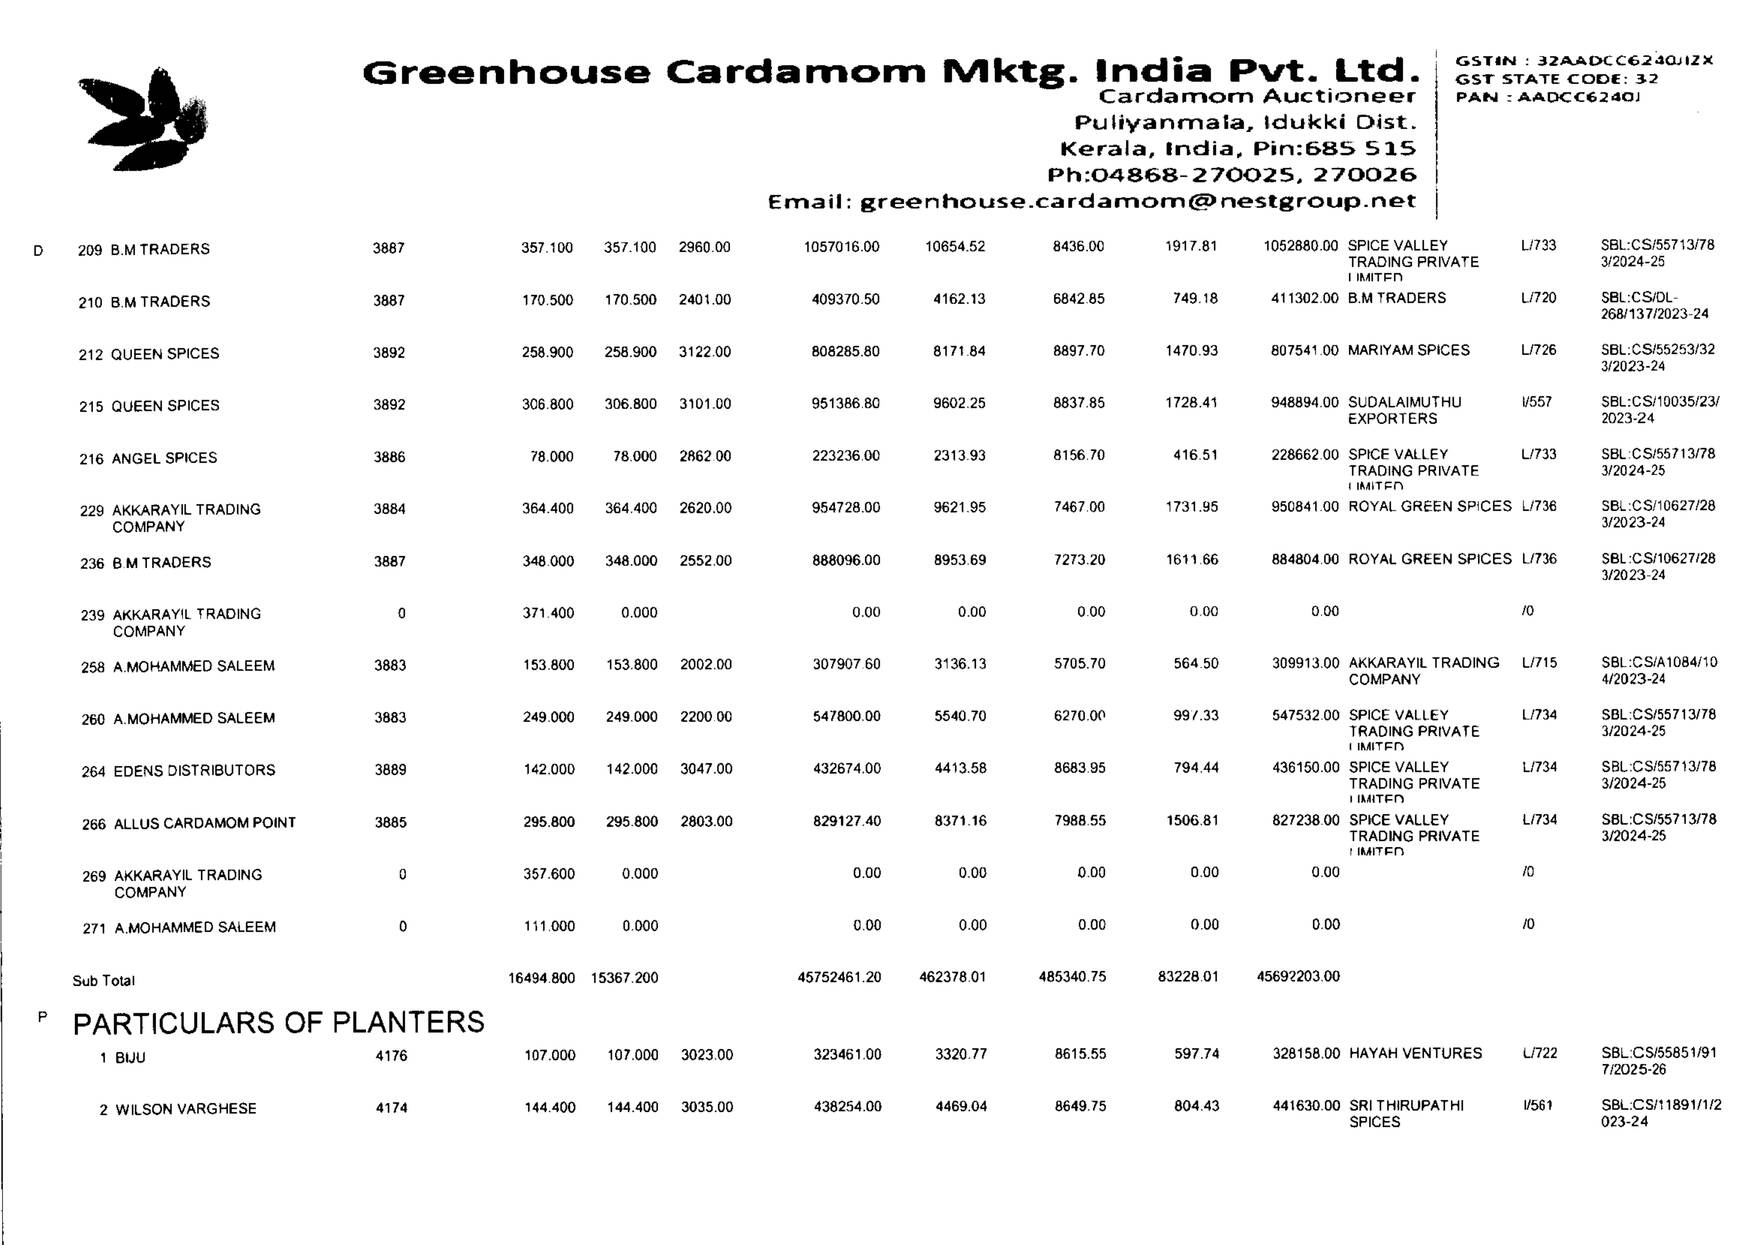 Greenhouse Cardamom Mktg. India Pvt. Ltd.
Cardamom Auctioneer
Puliyanmala, Idukki Dist.
Kerala, India, Pin:685 515
Ph:04868-270025, 270026
Email: greenhouse.cardamom@nestgroup.net
GSTIN : 32AADCC6240J1ZX
GST STATE CODE: 32
PAN : AADCC6240J
D 209 B.M TRADERS 3887 357.100 357.100 2960.00 1057016.00 10654.52 8436.00 1917.81 1052880.00 SPICE VALLEY L/733 SBL:CS/55713/78
TRADING PRIVATE 3/2024-25
LIMITED
210 B.M TRADERS 3887 170.500 170.500 2401.00 409370.50 4162.13 6842.85 749.18 411302.00 B.M TRADERS L/720 SBL:CS/DL-
268/137/2023-24
212 QUEEN SPICES 3892 258.900 258.900 3122.00 808285.80 8171.84 8897.70 1470.93 807541.00 MARIYAM SPICES L/726 SBL:CS/55253/32
3/2023-24
215 QUEEN SPICES 3892 306.800 306.800 3101.00 951386.80 9602.25 8837.85 1728.41 948894.00 SUDALAIMUTHU I/557 SBL:CS/10035/23/
EXPORTERS 2023-24
216 ANGEL SPICES 3886 78.000 78.000 2862.00 223236.00 2313.93 8156.70 416.51 228662.00 SPICE VALLEY L/733 SBL:CS/55713/78
TRADING PRIVATE 3/2024-25
LIMITED
229 AKKARAYIL TRADING 3884 364.400 364.400 2620.00 954728.00 9621.95 7467.00 1731.95 950841.00 ROYAL GREEN SPICES L/736 SBL:CS/10627/28
COMPANY 3/2023-24
236 B.M TRADERS 3887 348.000 348.000 2552.00 888096.00 8953.69 7273.20 1611.66 884804.00 ROYAL GREEN SPICES L/736 SBL:CS/10627/28
3/2023-24
239 AKKARAYIL TRADING 0 371.400 0.000 0.00 0.00 0.00 0.00 0.00 /0
COMPANY
258 A.MOHAMMED SALEEM 3883 153.800 153.800 2002.00 307907.60 3136.13 5705.70 564.50 309913.00 AKKARAYIL TRADING L/715 SBL:CS/A1084/10
COMPANY 4/2023-24
260 A.MOHAMMED SALEEM 3883 249.000 249.000 2200.00 547800.00 5540.70 6270.00 997.33 547532.00 SPICE VALLEY L/734 SBL:CS/55713/78
TRADING PRIVATE 3/2024-25
LIMITED
264 EDENS DISTRIBUTORS 3889 142.000 142.000 3047.00 432674.00 4413.58 8683.95 794.44 436150.00 SPICE VALLEY L/734 SBL:CS/55713/78
TRADING PRIVATE 3/2024-25
LIMITED
266 ALLUS CARDAMOM POINT 3885 295.800 295.800 2803.00 829127.40 8371.16 7988.55 1506.81 827238.00 SPICE VALLEY L/734 SBL:CS/55713/78
TRADING PRIVATE 3/2024-25
LIMITED
269 AKKARAYIL TRADING 0 357.600 0.000 0.00 0.00 0.00 0.00 0.00 /0
COMPANY
271 A.MOHAMMED SALEEM 0 111.000 0.000 0.00 0.00 0.00 0.00 0.00 /0
Sub Total 16494.800 15367.200 45752461.20 462378.01 485340.75 83228.01 45692203.00
P PARTICULARS OF PLANTERS
1 BIJU 4176 107.000 107.000 3023.00 323461.00 3320.77 8615.55 597.74 328158.00 HAYAH VENTURES L/722 SBL:CS/55851/91
7/2025-26
2 WILSON VARGHESE 4174 144.400 144.400 3035.00 438254.00 4469.04 8649.75 804.43 441630.00 SRI THIRUPATHI I/561 SBL:CS/11891/1/2
SPICES 023-24